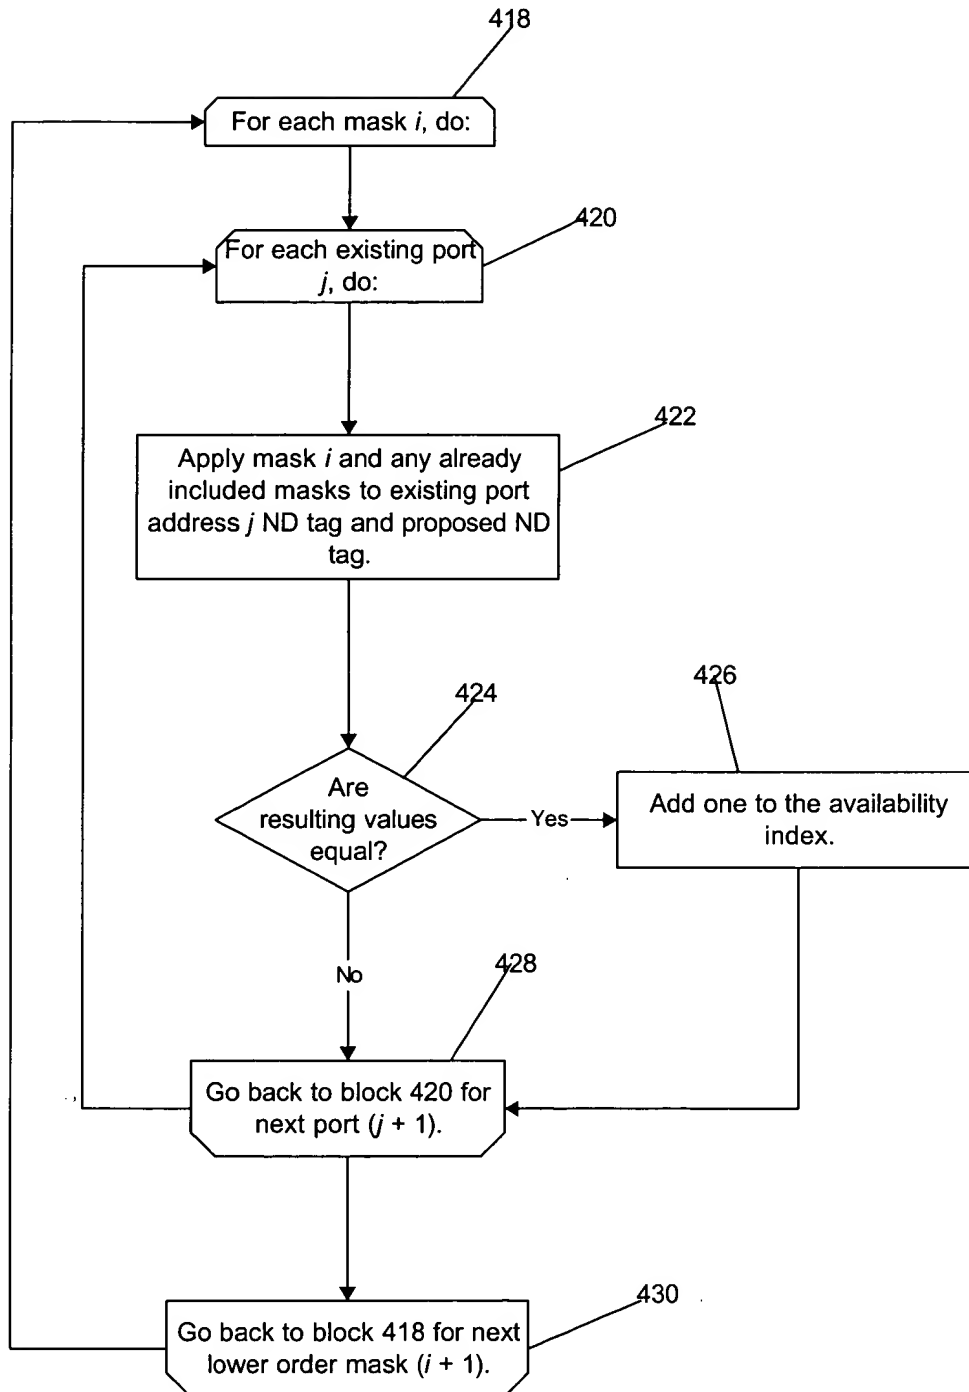 418
For each mask i, do:
420
For each existing port
j, do:
422
Apply mask i and any already
included masks to existing port
address j ND tag and proposed ND
tag.
424
426
Are
resulting values
equal?
Yes
Add one to the availability
index.
No
428
Go back to block 420 for
next port (j + 1).
430
Go back to block 418 for next
lower order mask (i + 1).